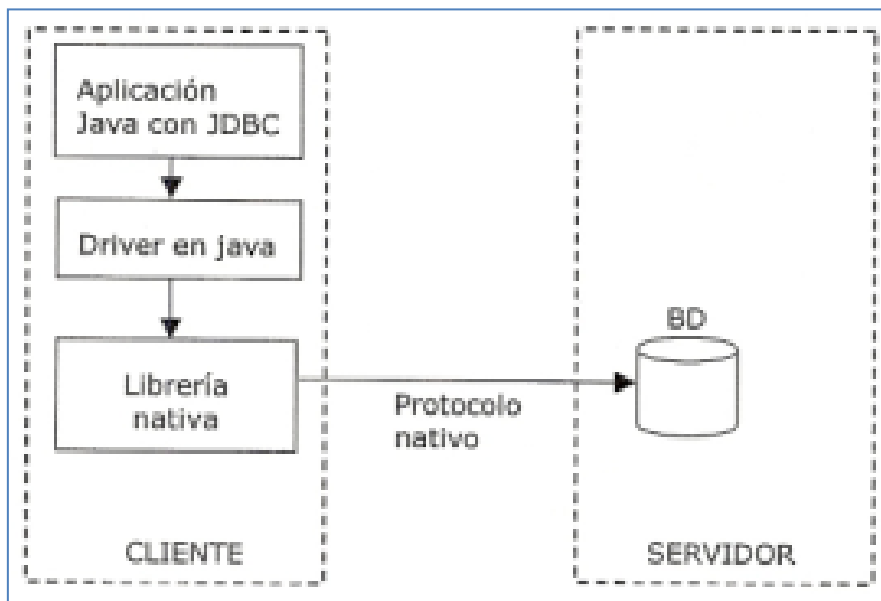 Aplicación
Java con JDBC
Driver en java
Librería
nativa
Protocolo
nativo
BD
CLIENTE
SERVIDOR